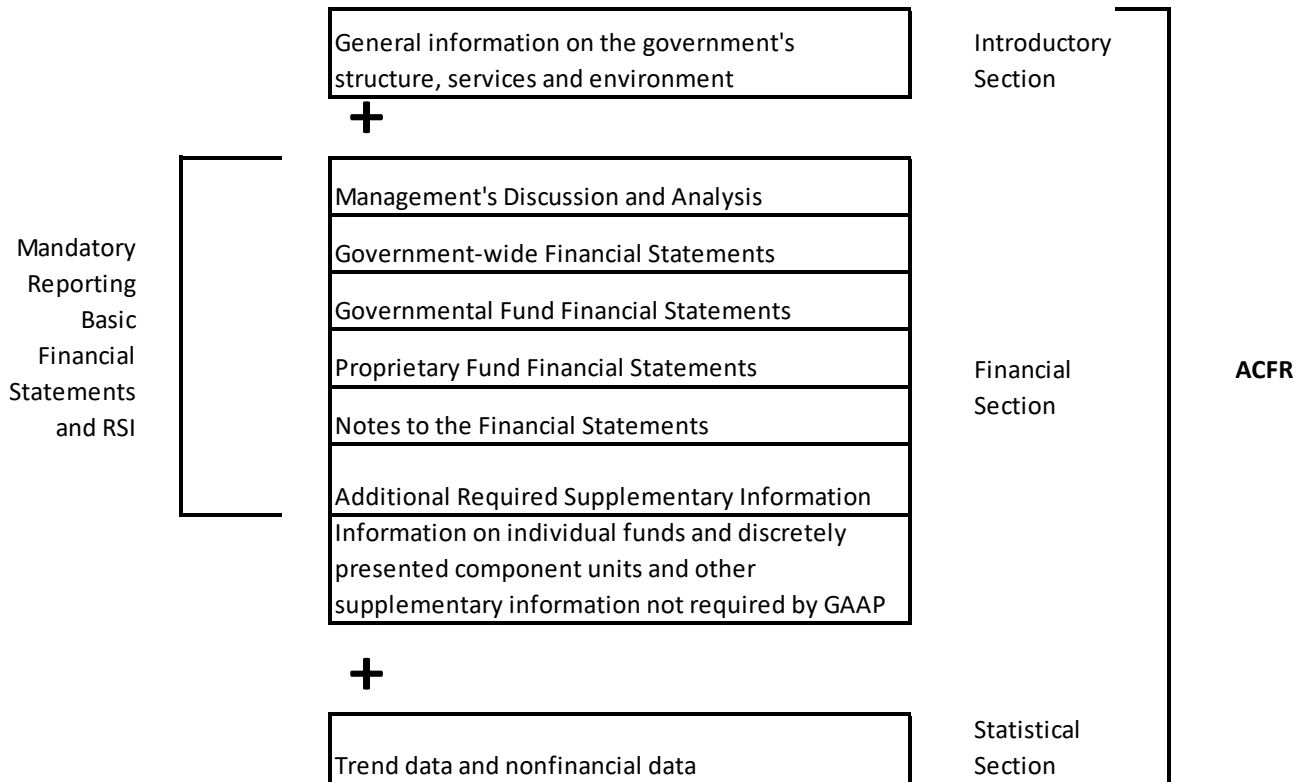 General information on the government's
structure, services and environment
Introductory
Section
+
Mandatory
Reporting
Basic
Financial
Statements
and RSI
Management's Discussion and Analysis
Government-wide Financial Statements
Governmental Fund Financial Statements
Proprietary Fund Financial Statements
Notes to the Financial Statements
Additional Required Supplementary Information
Information on individual funds and discretely
presented component units and other
supplementary information not required by GAAP
Financial
Section
ACFR
+
Trend data and nonfinancial data
Statistical
Section